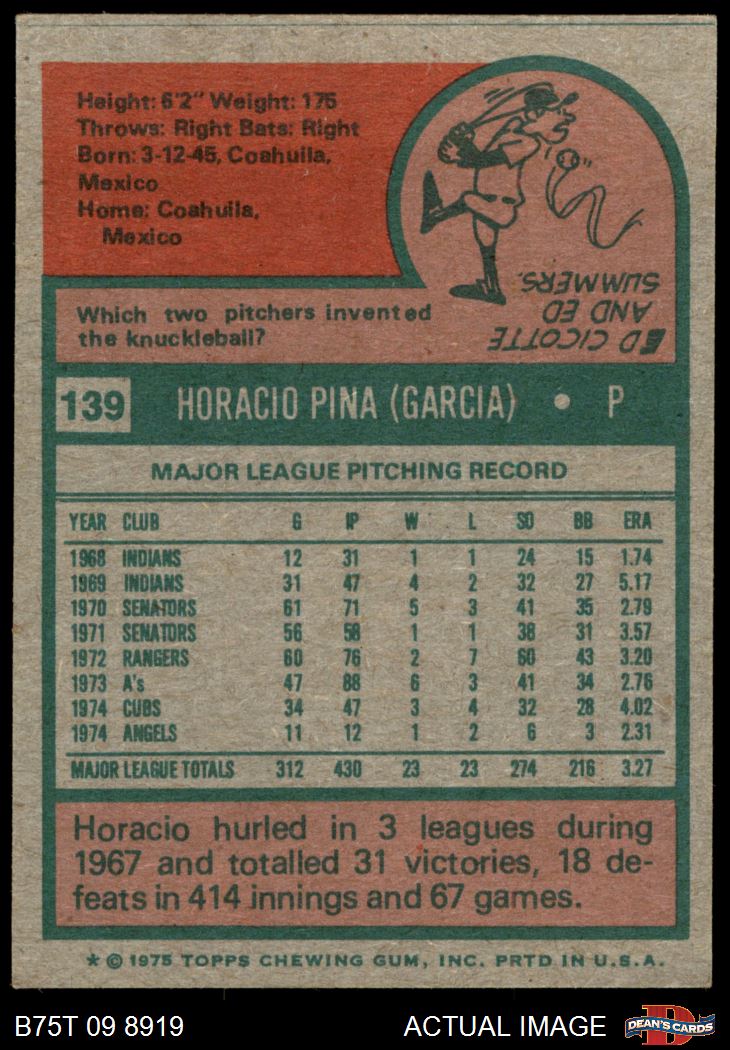 Height: 6'2" Weight: 175
Throws: Right Bats: Right
Born: 3-12-45, Coahuila,
Mexico
Home: Coahuila,
Mexico
Which two pitchers invented
the knuckleball?
ED CICOTTE
AND ED
SUMMERS.
139 HORACIO PINA (GARCIA) • P
MAJOR LEAGUE PITCHING RECORD
YEAR CLUB G IP W L SO BB ERA
1968 INDIANS 12 31 1 1 24 15 1.74
1969 INDIANS 31 47 4 2 32 27 5.17
1970 SENATORS 61 71 5 3 41 35 2.79
1971 SENATORS 56 58 1 1 38 31 3.57
1972 RANGERS 60 76 2 7 60 43 3.20
1973 A's 47 88 6 3 41 34 2.76
1974 CUBS 34 47 3 4 32 28 4.02
1974 ANGELS 11 12 1 2 6 3 2.31
MAJOR LEAGUE TOTALS 312 430 23 23 274 216 3.27
Horacio hurled in 3 leagues during
1967 and totalled 31 victories, 18 de-
feats in 414 innings and 67 games.
* © 1975 TOPPS CHEWING GUM, INC. PRTD IN U.S.A.
B75T 09 8919 ACTUAL IMAGE DEAN'S CARDS